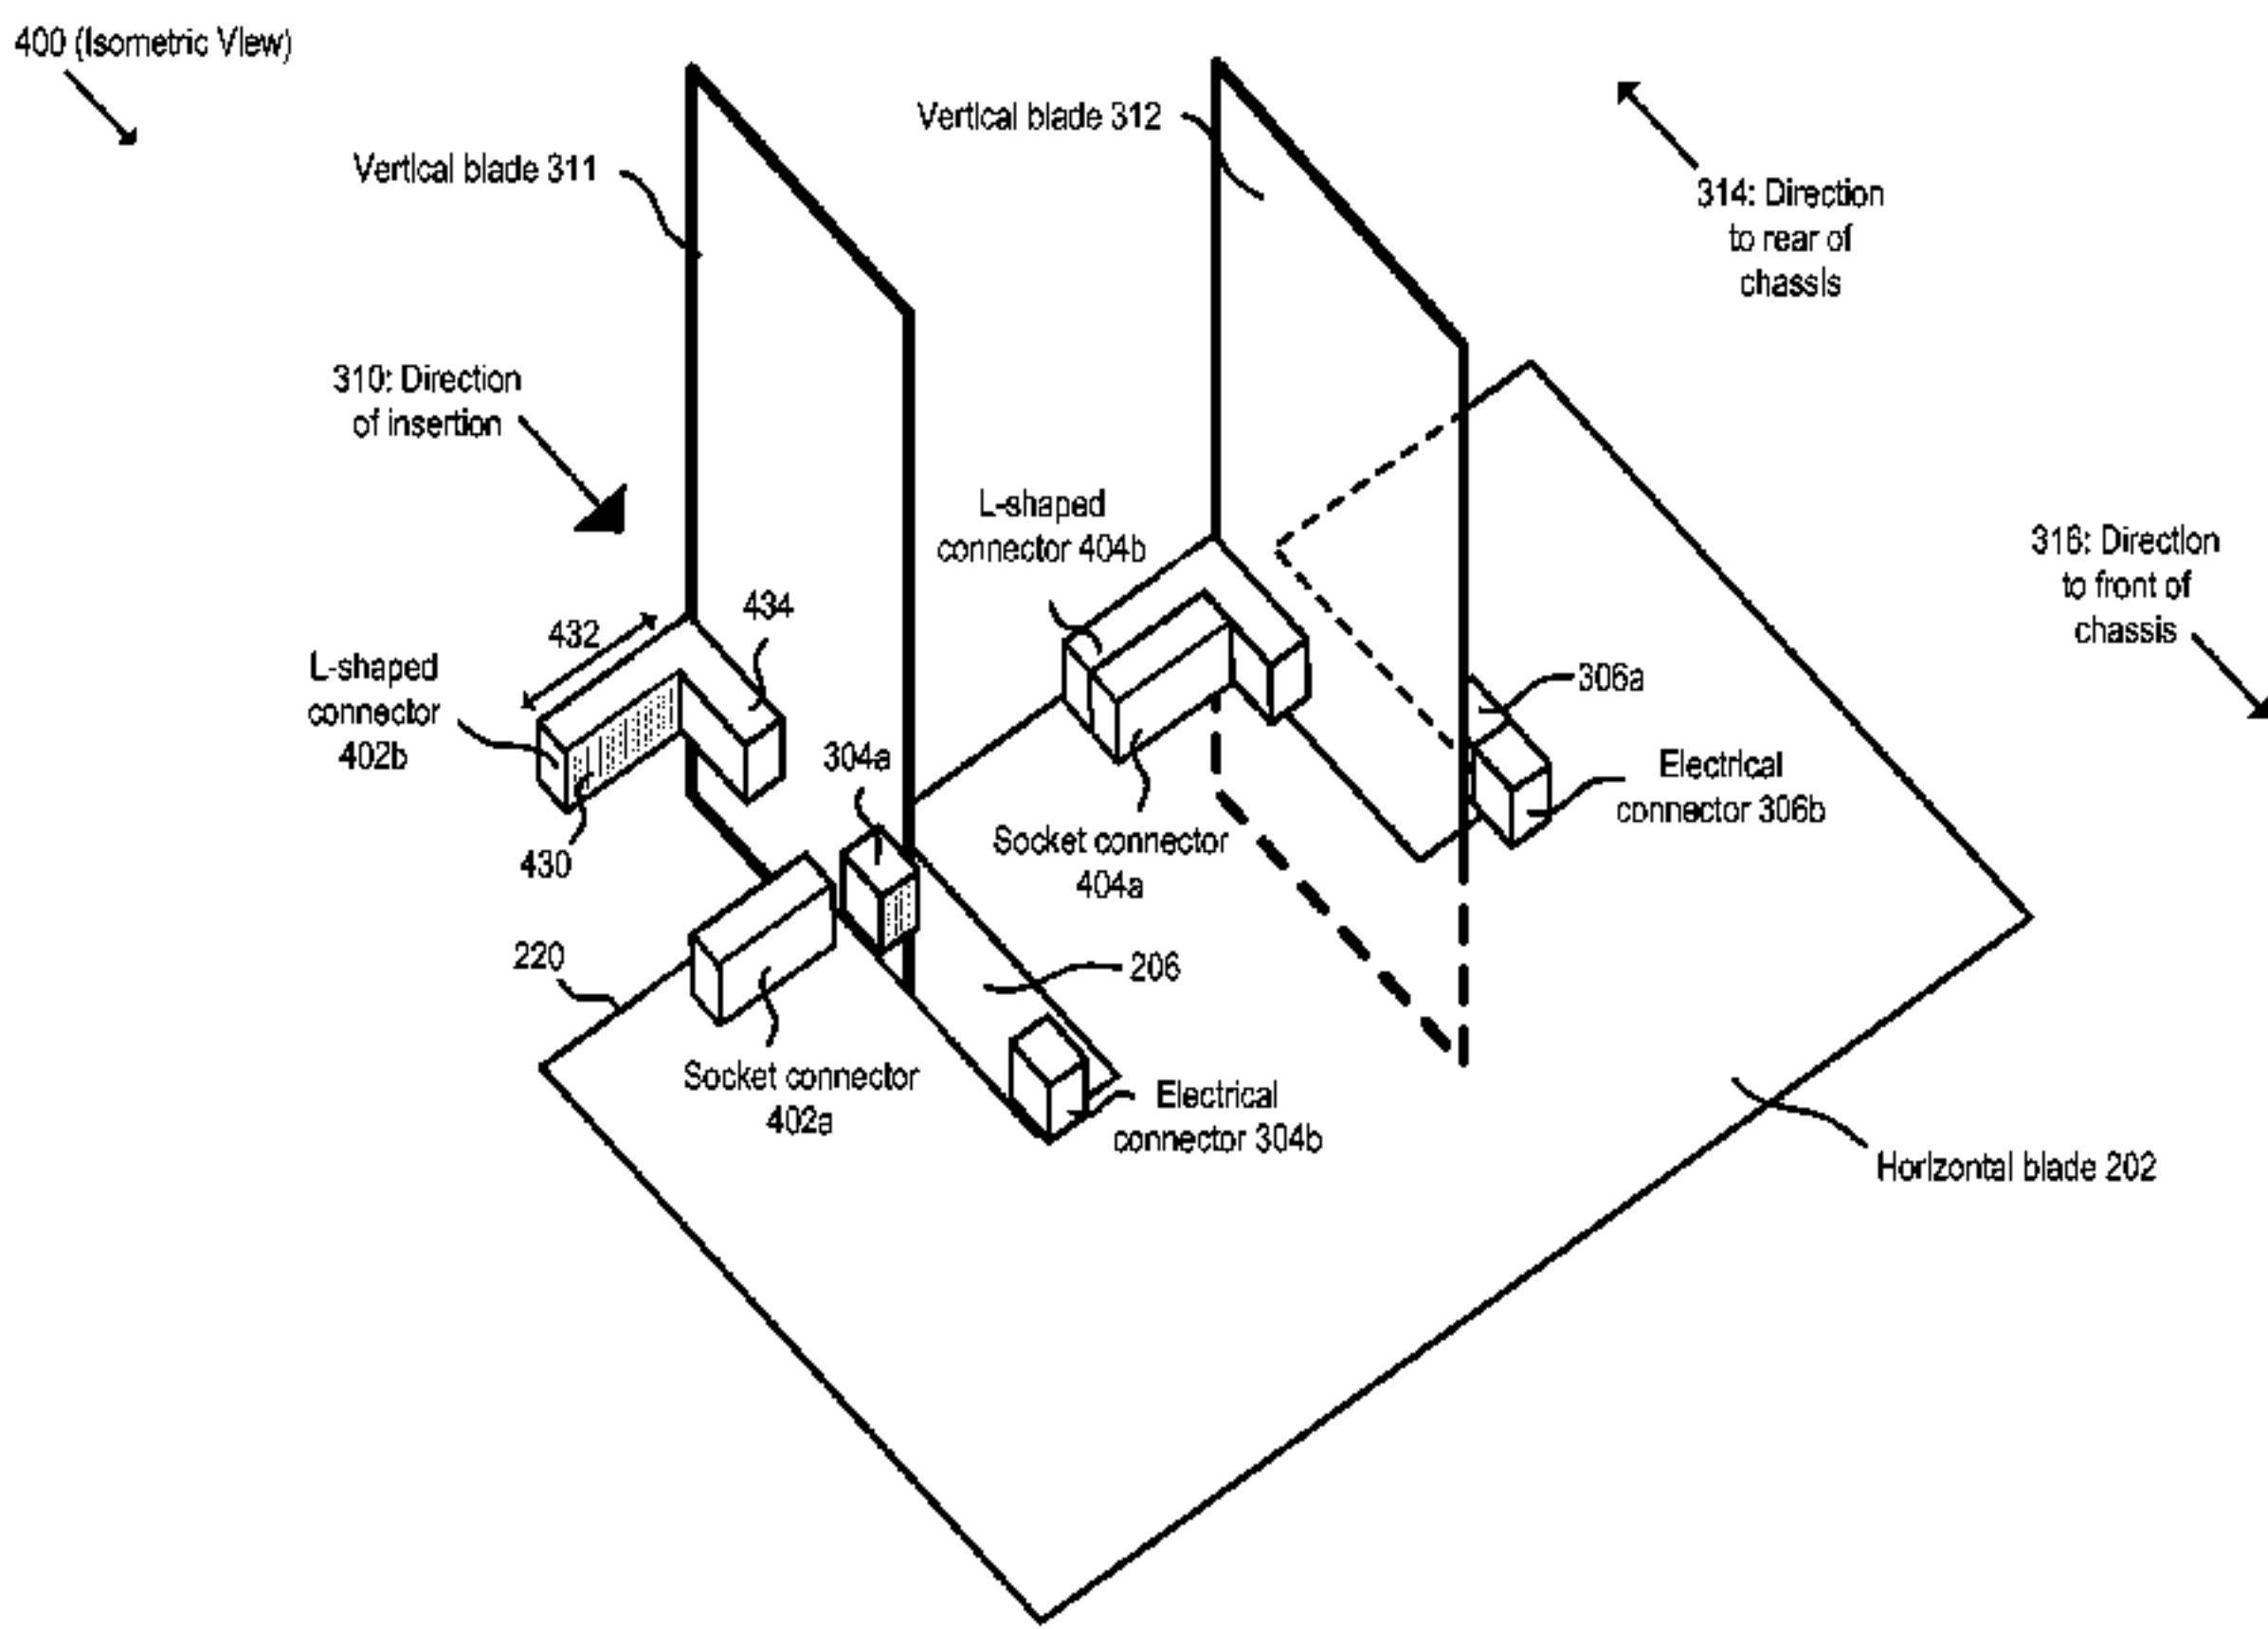 400 (Isometric View)
Vertical blade 311
Vertical blade 312
314: Direction
to rear of
chassis
310: Direction
of insertion
L-shaped
connector 404b
316: Direction
to front of
chassis
432
434
L-shaped
connector
402b
430
304a
306a
Electrical
connector 306b
Socket connector
404a
220
206
Socket connector
402a
Electrical
connector 304b
Horizontal blade 202